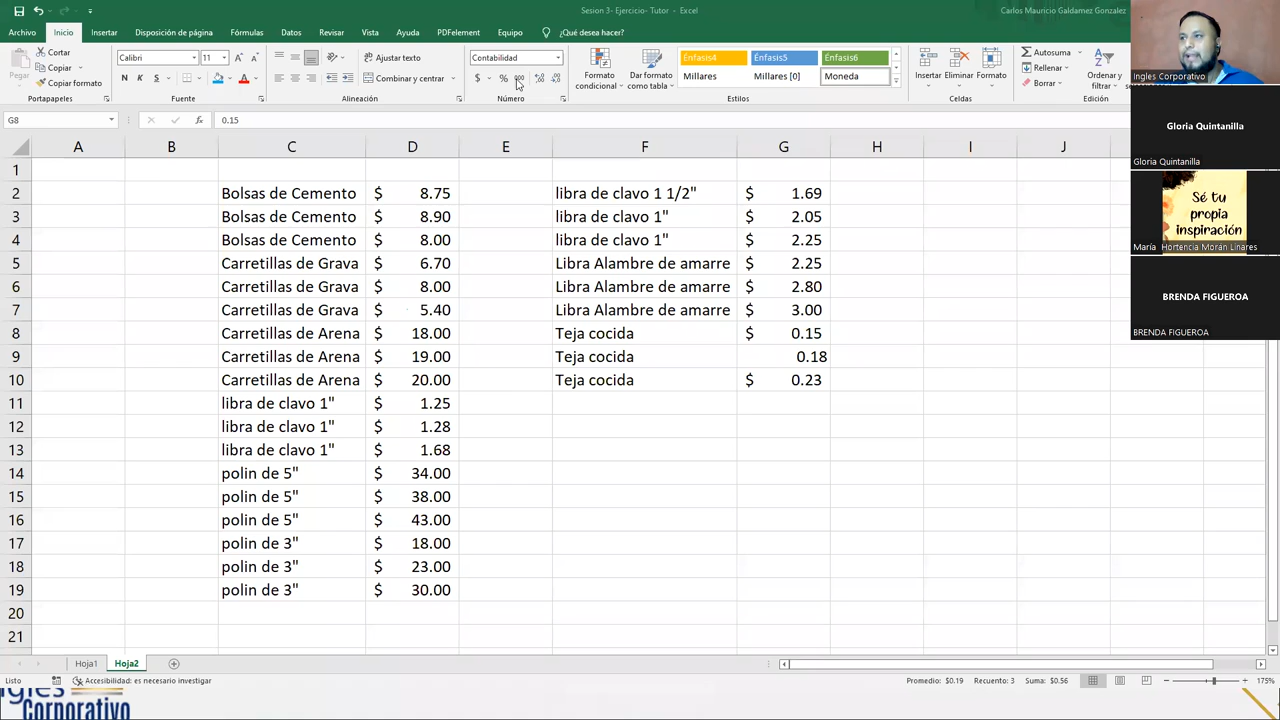 Sesion 3- Ejercicio- Tutor - Excel
Carlos Mauricio Galdamez Gonzalez
Archivo Inicio Insertar Disposición de página Fórmulas Datos Revisar Vista Ayuda PDFelement Equipo ¿Qué desea hacer?
Pegar
Cortar
Copiar
Copiar formato
Portapapeles
Calibri 11
N K S
Fuente
Ajustar texto
Combinar y centrar
Alineación
Contabilidad
$ % 000
Número
Formato condicional
Dar formato como tabla
Énfasis4 Énfasis5 Énfasis6
Millares Millares [0] Moneda
Estilos
Insertar Eliminar Formato
Celdas
Autosuma
Rellenar
Borrar
Ordenar y filtrar
Edición
G8 fx 0.15
A B C D E F G H I J
1
2 Bolsas de Cemento $ 8.75 libra de clavo 1 1/2" $ 1.69
3 Bolsas de Cemento $ 8.90 libra de clavo 1" $ 2.05
4 Bolsas de Cemento $ 8.00 libra de clavo 1" $ 2.25
5 Carretillas de Grava $ 6.70 Libra Alambre de amarre $ 2.25
6 Carretillas de Grava $ 8.00 Libra Alambre de amarre $ 2.80
7 Carretillas de Grava $ 5.40 Libra Alambre de amarre $ 3.00
8 Carretillas de Arena $ 18.00 Teja cocida $ 0.15
9 Carretillas de Arena $ 19.00 Teja cocida 0.18
10 Carretillas de Arena $ 20.00 Teja cocida $ 0.23
11 libra de clavo 1" $ 1.25
12 libra de clavo 1" $ 1.28
13 libra de clavo 1" $ 1.68
14 polin de 5" $ 34.00
15 polin de 5" $ 38.00
16 polin de 5" $ 43.00
17 polin de 3" $ 18.00
18 polin de 3" $ 23.00
19 polin de 3" $ 30.00
20
21
Hoja1 Hoja2
Listo Accesibilidad: es necesario investigar Promedio: $0.19 Recuento: 3 Suma: $0.56 175%
Ingles Corporativo
Gloria Quintanilla
Gloria Quintanilla
Sé tu
propia
inspiración
María Hortencia Morán Linares
BRENDA FIGUEROA
BRENDA FIGUEROA
Ingles
Corporativo